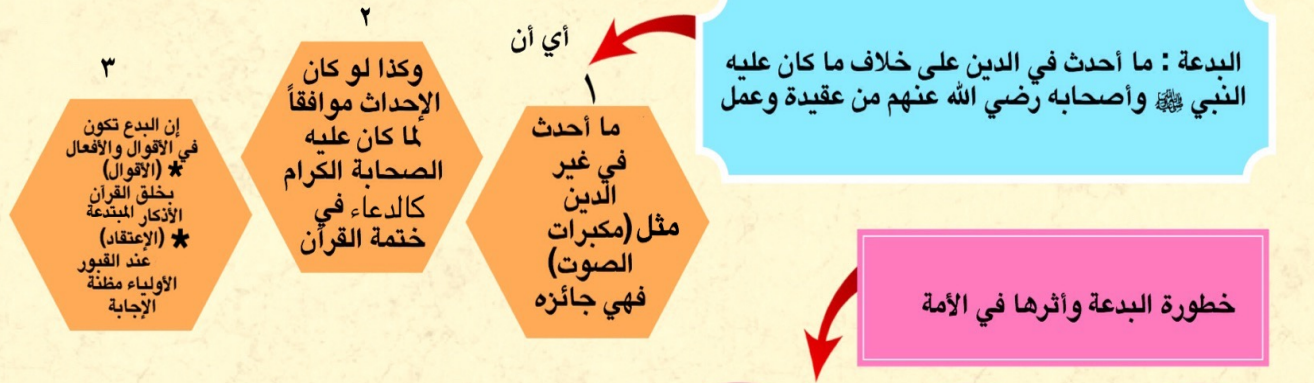 البدعة : ما أحدث في الدين على خلاف ما كان عليه
النبي ﷺ وأصحابه رضي الله عنهم من عقيدة وعمل
أي أن
١
ما أحدث
في غير
الدين
مثل (مكبرات
الصوت)
فهي جائزه
٢
وكذا لو كان
الإحداث موافقاً
لما كان عليه
الصحابة الكرام
كالدعاء في
ختمة القرآن
٣
إن البدع تكون
في الأقوال والأفعال
* (الأقوال)
بخلق القرآن
الأذكار المبتدعة
* (الإعتقاد)
عند القبور
الأولياء مظنة
الإجابة
خطورة البدعة وأثرها في الأمة